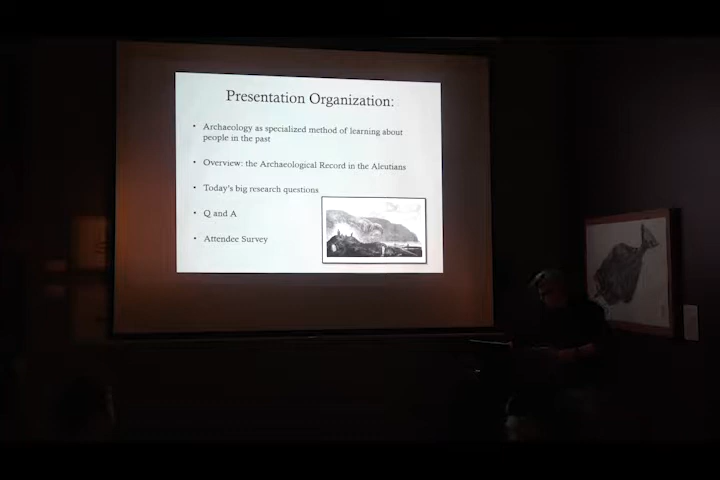 Presentation Organization:
• Archaeology as specialized method of learning about
people in the past
• Overview: the Archaeological Record in the Aleutians
• Today's big research questions
• Q and A
• Attendee Survey